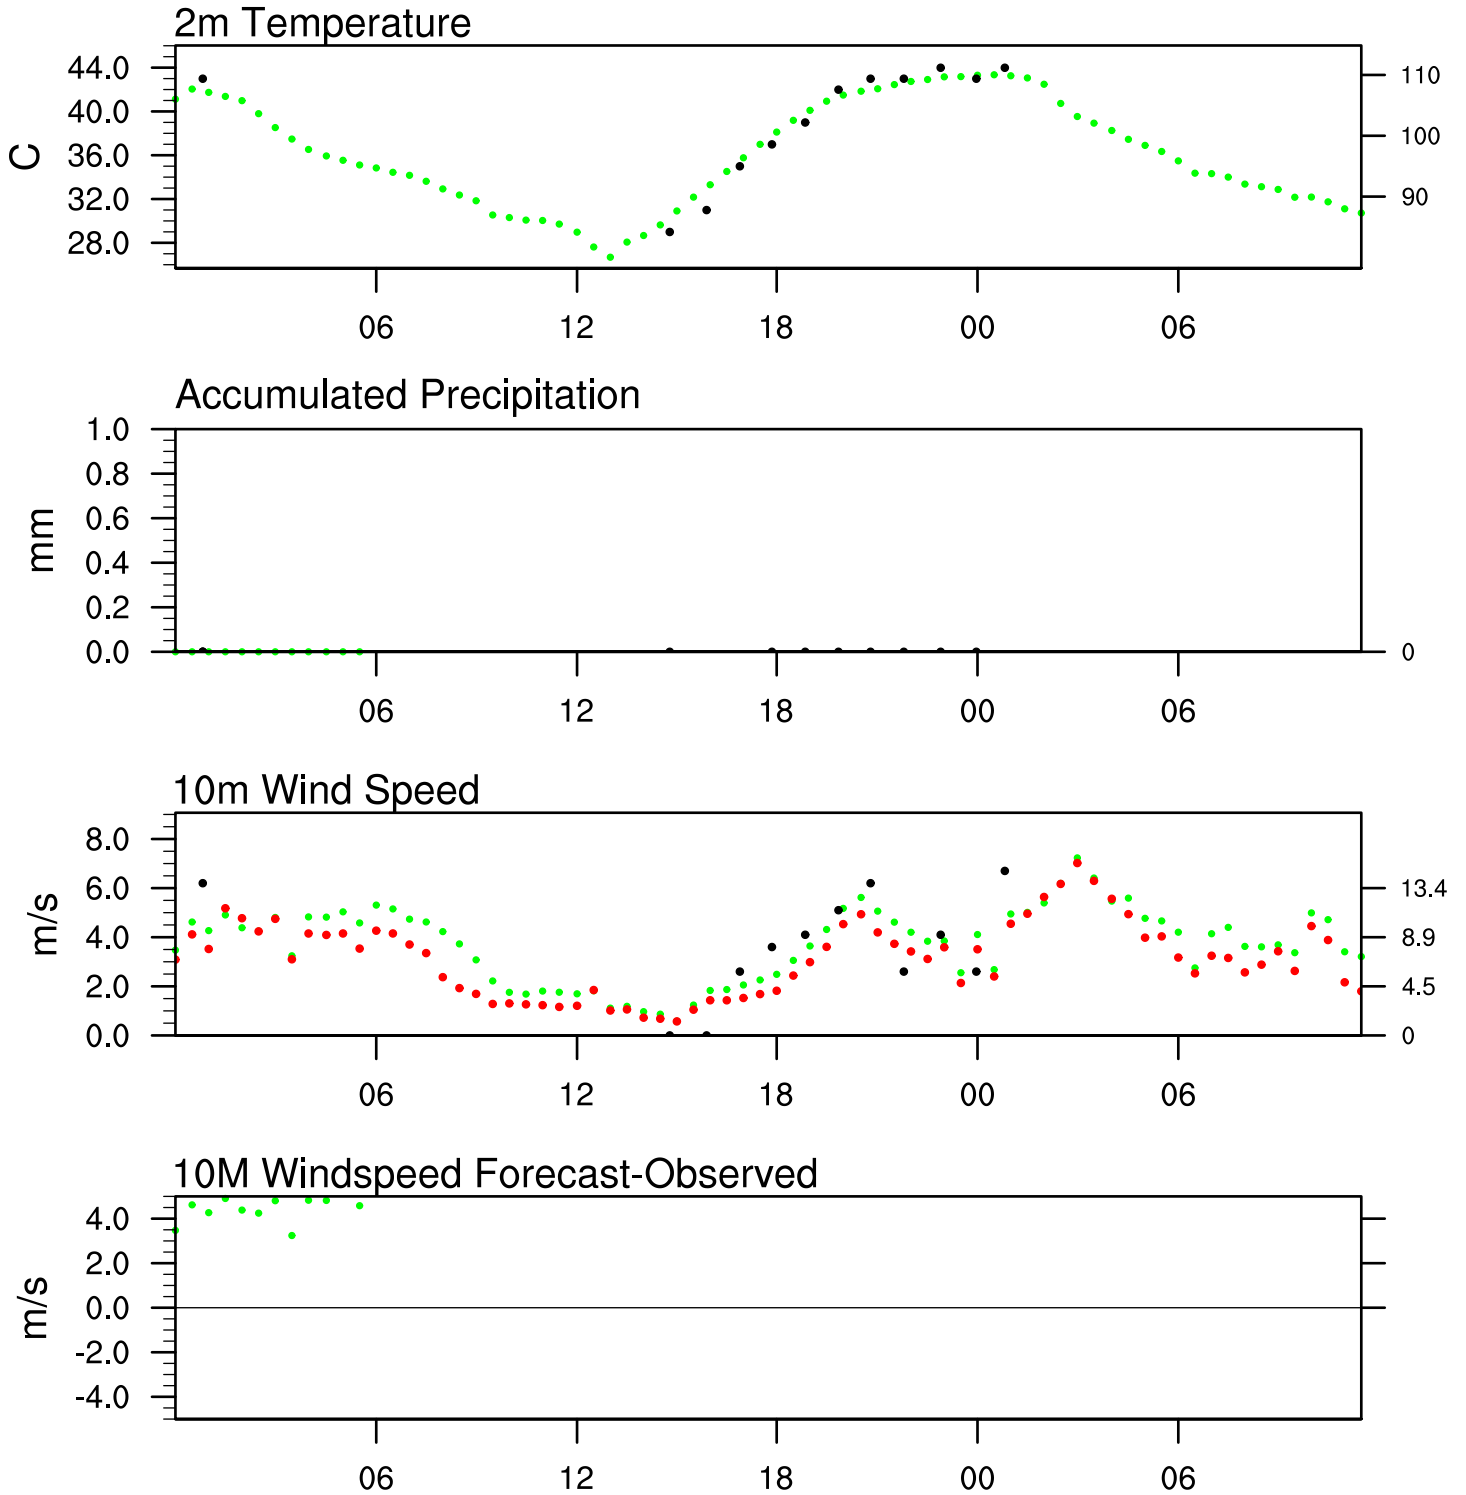 2m Temperature
44.0
40.0
36.0
32.0
28.0
C
110
100
90
06 12 18 00 06
Accumulated Precipitation
1.0
0.8
0.6
0.4
0.2
0.0
mm
0
06 12 18 00 06
10m Wind Speed
8.0
6.0
4.0
2.0
0.0
m/s
13.4
8.9
4.5
0
06 12 18 00 06
10M Windspeed Forecast-Observed
4.0
2.0
0.0
-2.0
-4.0
m/s
06 12 18 00 06